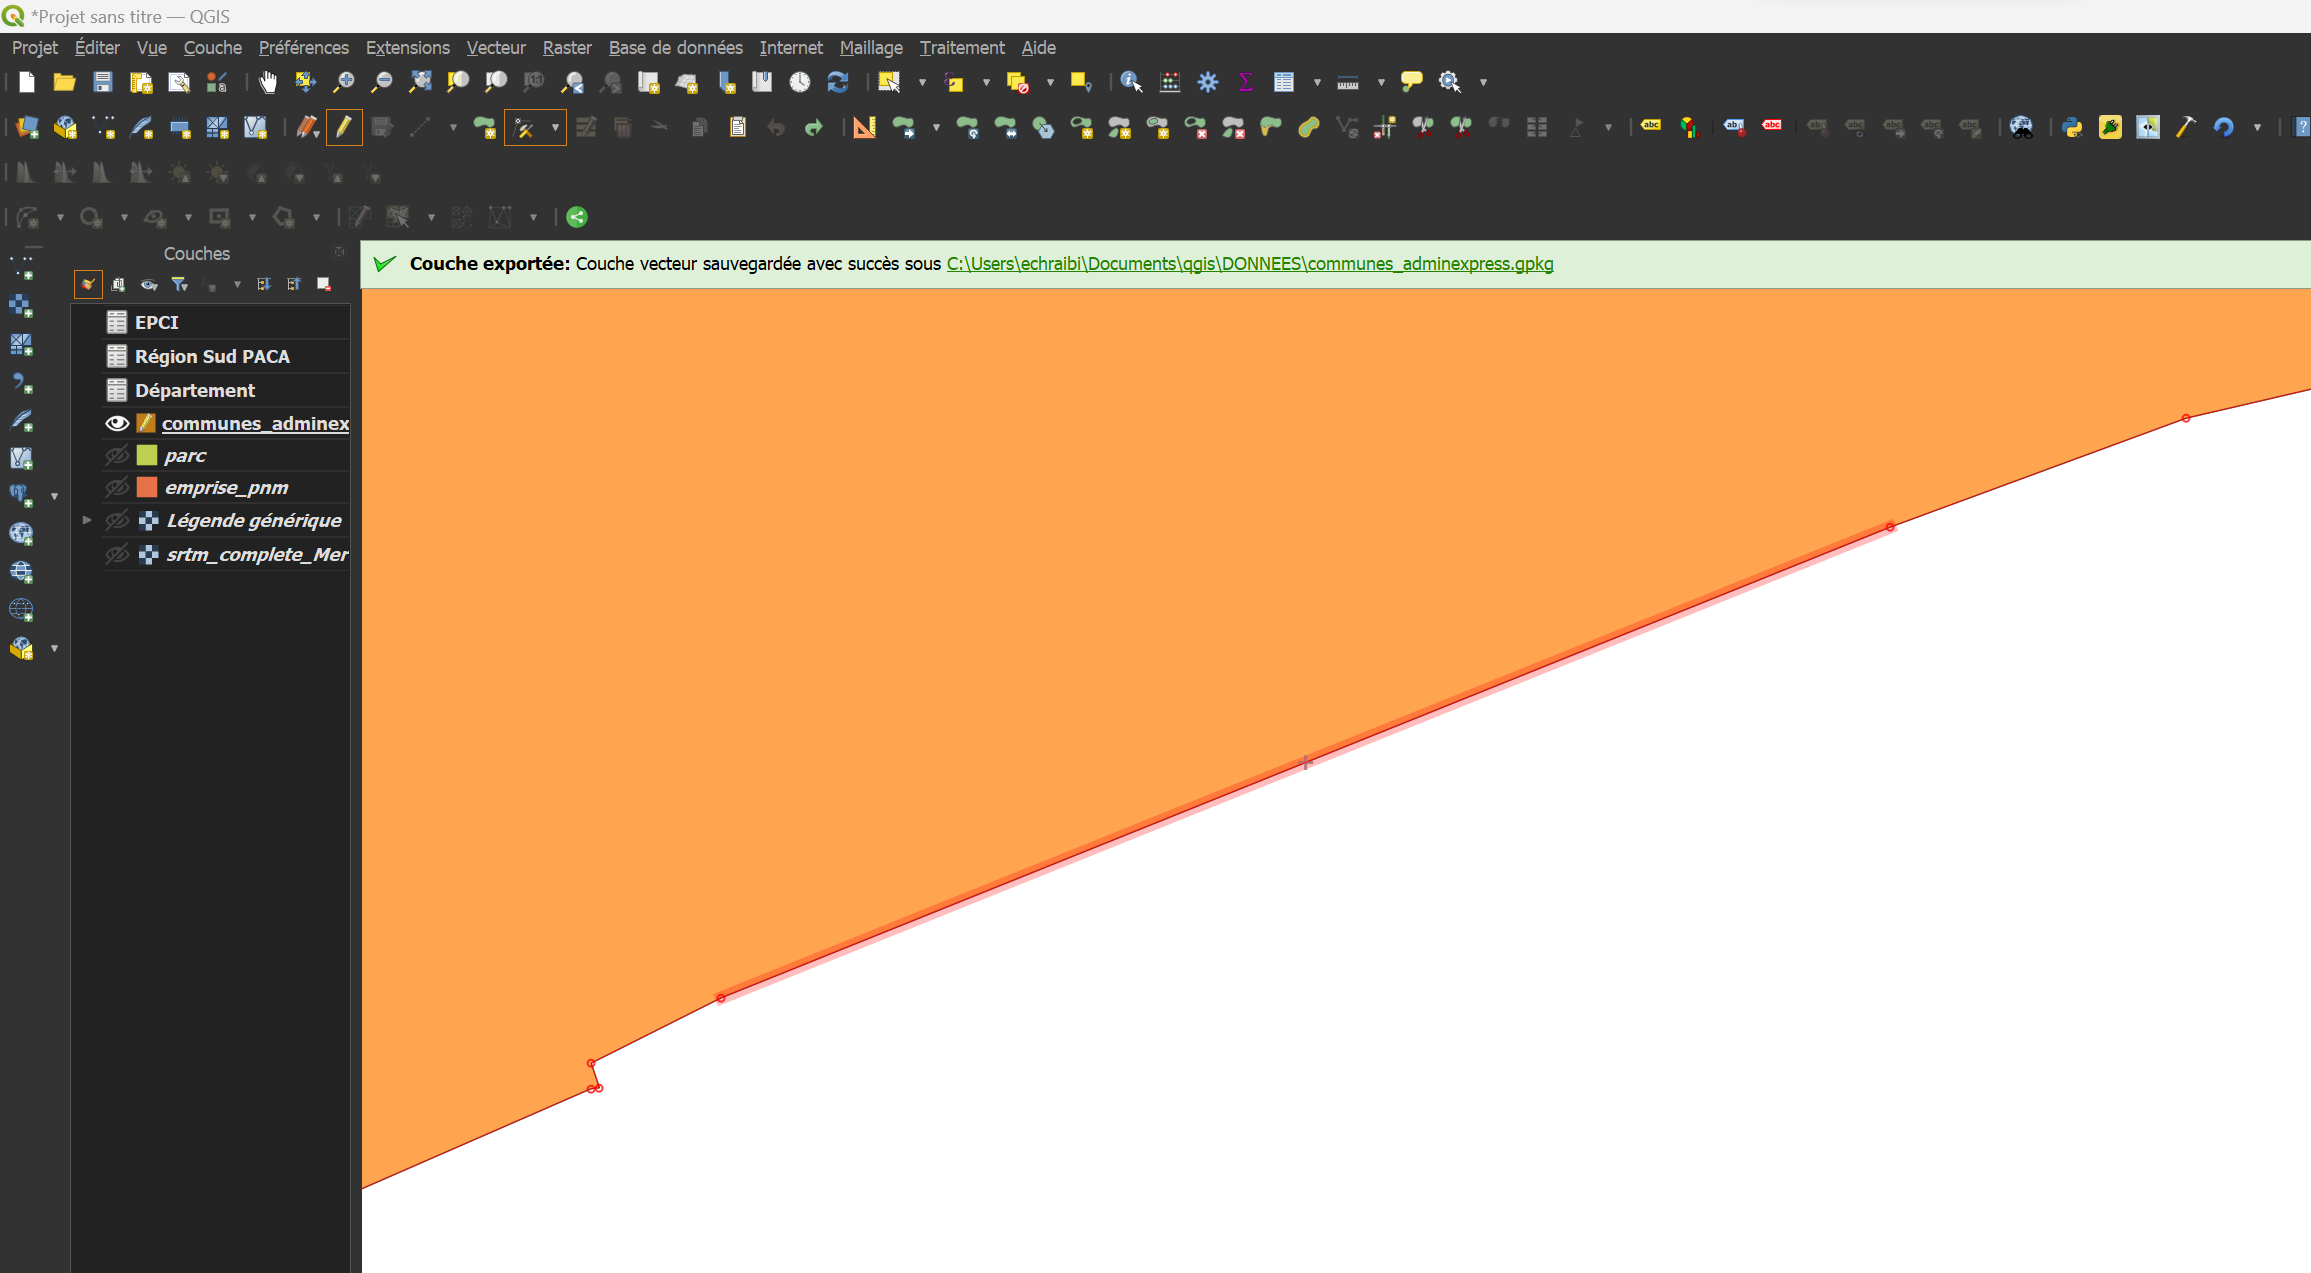 *Projet sans titre — QGIS
Projet Éditer Vue Couche Préférences Extensions Vecteur Raster Base de données Internet Maillage Traitement Aide
Couches
Couche exportée: Couche vecteur sauvegardée avec succès sous C:\Users\echraibi\Documents\qgis\DONNEES\communes_adminexpress.gpkg
EPCI
Région Sud PACA
Département
communes_adminex
parc
emprise_pnm
Légende générique
srtm_complete_Mer